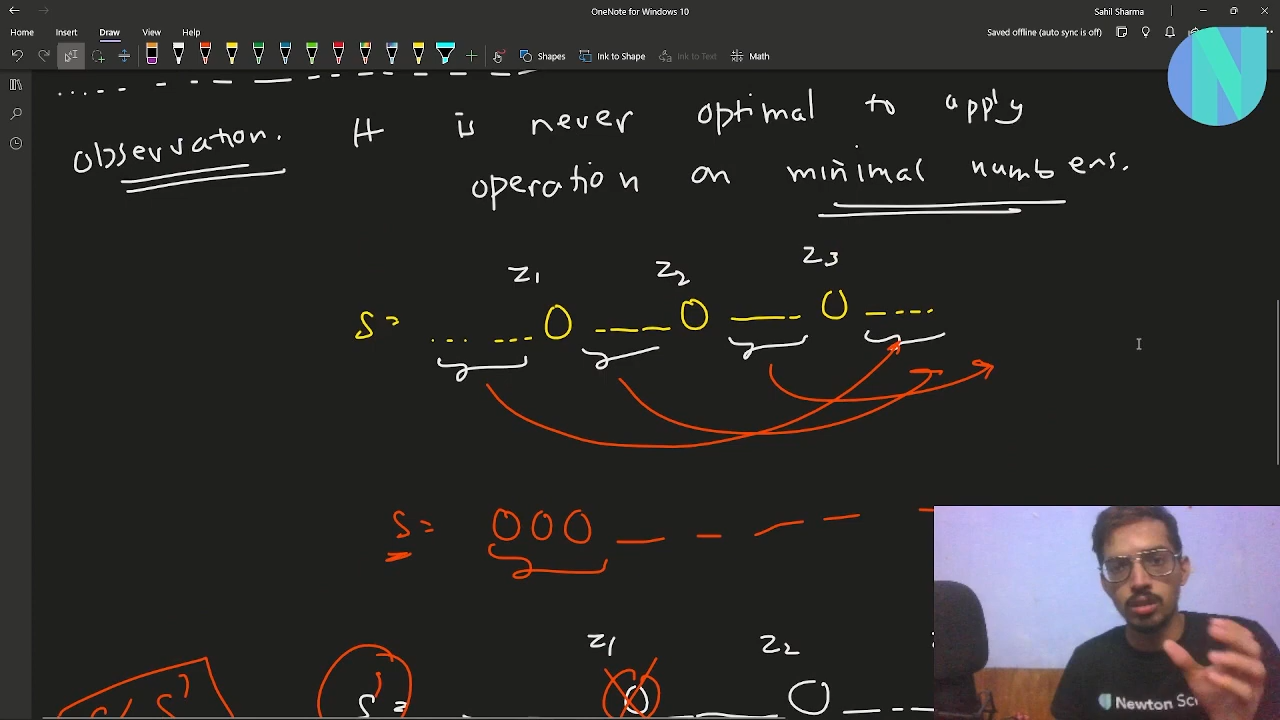 OneNote for Windows 10
Sahil Sharma
Home Insert Draw View Help
Saved offline (auto sync is off)
Shapes Ink to Shape Ink to Text Math
observation. It is never optimal to apply
operation on minimal numbers.
z1 z2 z3
S= 0 0 0
S= 000
z1 z2
S' S'= 0 0
Newton Sc